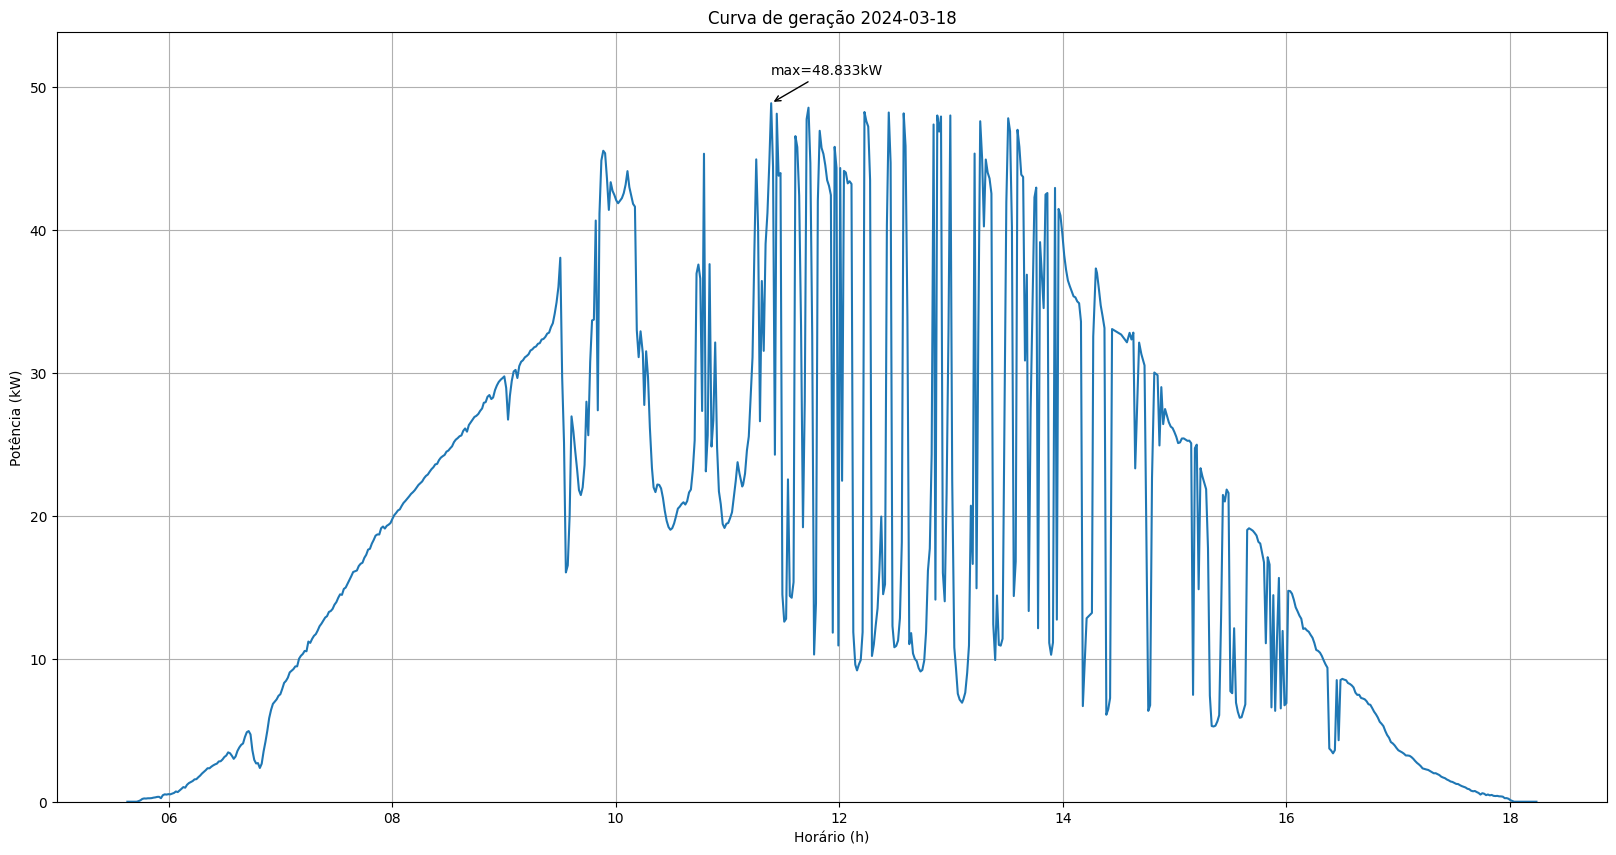 Curva de geração 2024-03-18
max=48.833kW
50
40
30
20
10
0
Potência (kW)
06 08 10 12 14 16 18
Horário (h)